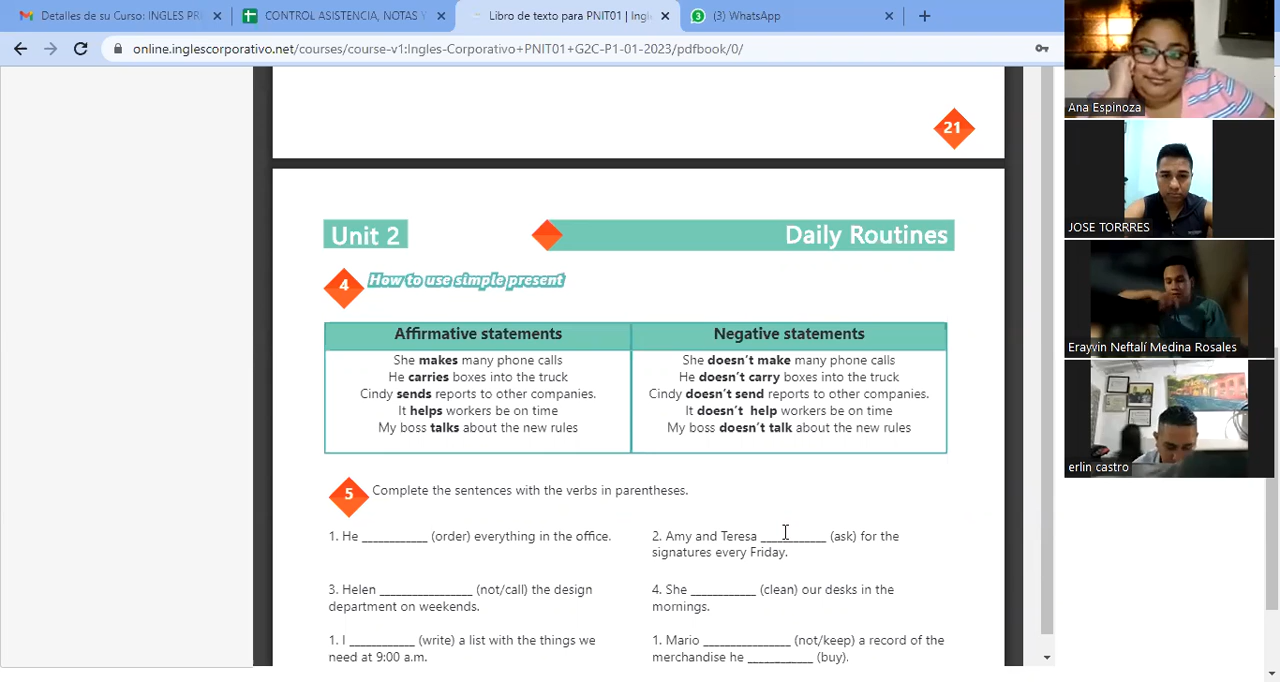 Detalles de su Curso: INGLES PRI
CONTROL ASISTENCIA, NOTAS Y
Libro de texto para PNIT01 | Ingl
(3) WhatsApp
online.inglescorporativo.net/courses/course-v1:Ingles-Corporativo+PNIT01+G2C-P1-01-2023/pdfbook/0/
21
Unit 2
Daily Routines
4 How to use simple present
Affirmative statements
She makes many phone calls
He carries boxes into the truck
Cindy sends reports to other companies.
It helps workers be on time
My boss talks about the new rules
Negative statements
She doesn't make many phone calls
He doesn't carry boxes into the truck
Cindy doesn't send reports to other companies.
It doesn't help workers be on time
My boss doesn't talk about the new rules
5 Complete the sentences with the verbs in parentheses.
1. He ____________ (order) everything in the office.
2. Amy and Teresa ____________ (ask) for the
signatures every Friday.
3. Helen _________________ (not/call) the design
department on weekends.
4. She ____________ (clean) our desks in the
mornings.
1. I ____________ (write) a list with the things we
need at 9:00 a.m.
1. Mario ________________ (not/keep) a record of the
merchandise he ____________ (buy).
Ana Espinoza
JOSE TORRRES
Erayvin Neftalí Medina Rosales
erlin castro